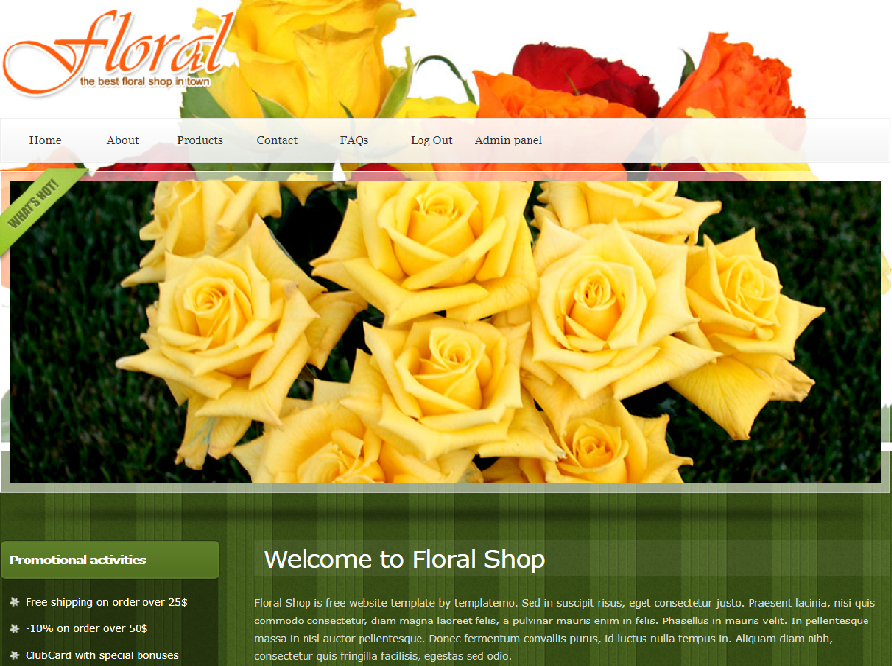 Floral
the best floral shop in town
Home About Products Contact FAQs Log Out Admin panel
WHAT'S HOT!
Promotional activities
Free shipping on order over 25$
-10% on order over 50$
ClubCard with special bonuses
Welcome to Floral Shop
Floral Shop is free website template by templatemo. Sed in suscipit risus, eget consectetur justo. Praesent lacinia, nisi quis
commodo consectetur, diam magna laoreet felis, a pulvinar mauris enim in felis. Phasellus in mauris velit. In pellentesque
massa in nisl auctor pellentesque. Donec fermentum convallis purus, id luctus nulla tempus in. Aliquam diam nibh,
consectetur quis fringilla facilisis, egestas sed odio.